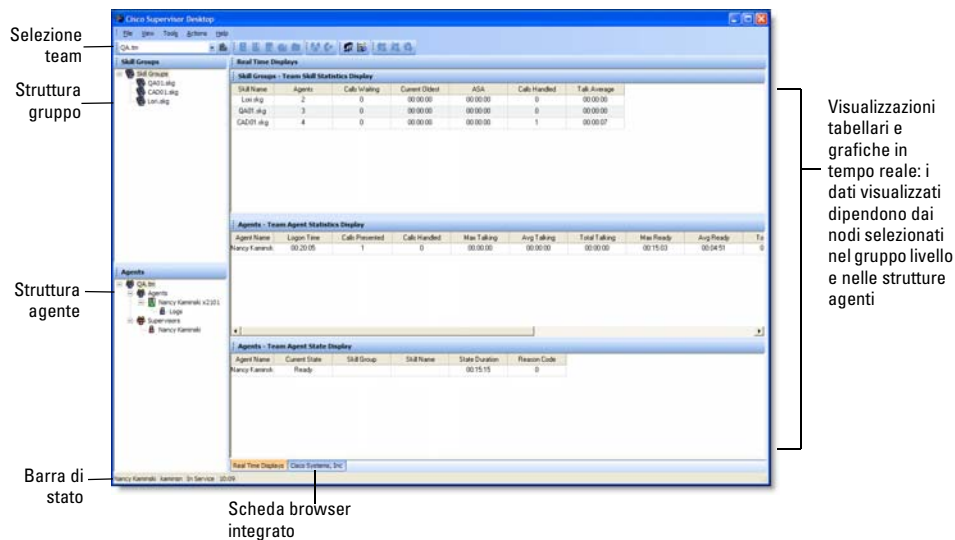 Cisco Supervisor Desktop
File View Tools Actions Help
Selezione
team
QA.tm
Skill Groups
Real Time Displays
Struttura
gruppo
Skill Groups
QA01.skg
CAD01.skg
Lori.skg
Skill Groups - Team Skill Statistics Display
Skill Name Agents Calls Waiting Current Oldest ASA Calls Handled Talk Average
Lori.skg 2 0 00:00:00 00:00:00 0 00:00:00
QA01.skg 3 0 00:00:00 00:00:00 0 00:00:00
CAD01.skg 4 0 00:00:00 00:00:00 1 00:00:07
Visualizzazioni
tabellari e
grafiche in
tempo reale: i
dati visualizzati
dipendono dai
nodi selezionati
nel gruppo livello
e nelle strutture
agenti
Agents - Team Agent Statistics Display
Agent Name Logon Time Calls Presented Calls Handled Max Talking Avg Talking Total Talking Max Ready Avg Ready To
Nancy Kaminsk 00:20:05 1 0 00:00:00 00:00:00 00:00:00 00:15:03 00:04:51 0
Agents
Struttura
agente
QA.tm
Agents
Nancy Kaminski x2101
Logs
Supervisors
Nancy Kaminski
Agents - Team Agent State Display
Agent Name Current State Skill Group Skill Name State Duration Reason Code
Nancy Kaminsk Ready 00:15:15 0
Real Time Displays Cisco Systems, Inc
Barra di
stato
Nancy Kaminski kaminsn In Service 10:09
Scheda browser
integrato